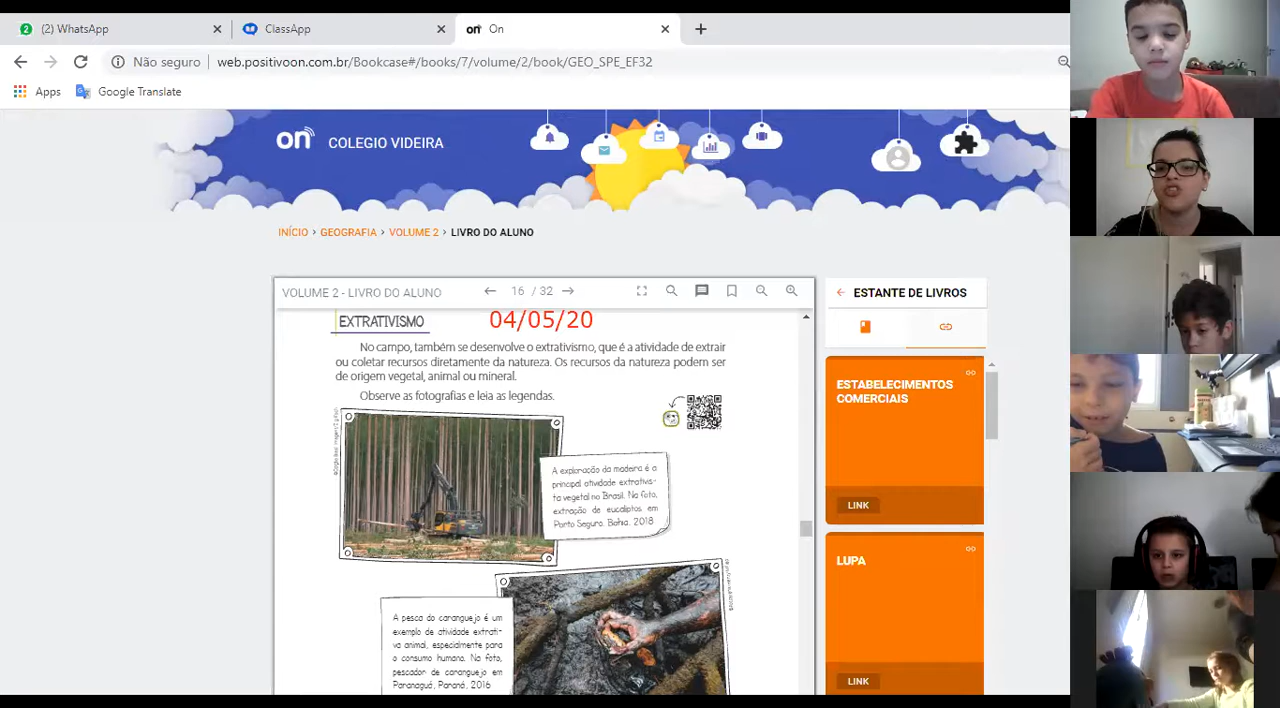 (2) WhatsApp
ClassApp
On
Não seguro
web.positivoon.com.br/Bookcase#/books/7/volume/2/book/GEO_SPE_EF32
Apps
Google Translate
on
COLEGIO VIDEIRA
INÍCIO › GEOGRAFIA › VOLUME 2 › LIVRO DO ALUNO
VOLUME 2 - LIVRO DO ALUNO
16 / 32
EXTRATIVISMO
04/05/20
No campo, também se desenvolve o extrativismo, que é a atividade de extrair
ou coletar recursos diretamente da natureza. Os recursos da natureza podem ser
de origem vegetal, animal ou mineral.
Observe as fotografias e leia as legendas.
A exploração da madeira é a
principal atividade extrativis-
ta vegetal no Brasil. Na foto,
extração de eucaliptos em
Porto Seguro, Bahia, 2018
A pesca do caranguejo é um
exemplo de atividade extrati-
va animal, especialmente para
o consumo humano. Na foto,
pescador de caranguejo em
Paranaguá, Paraná, 2016
ESTANTE DE LIVROS
ESTABELECIMENTOS
COMERCIAIS
LINK
LUPA
LINK